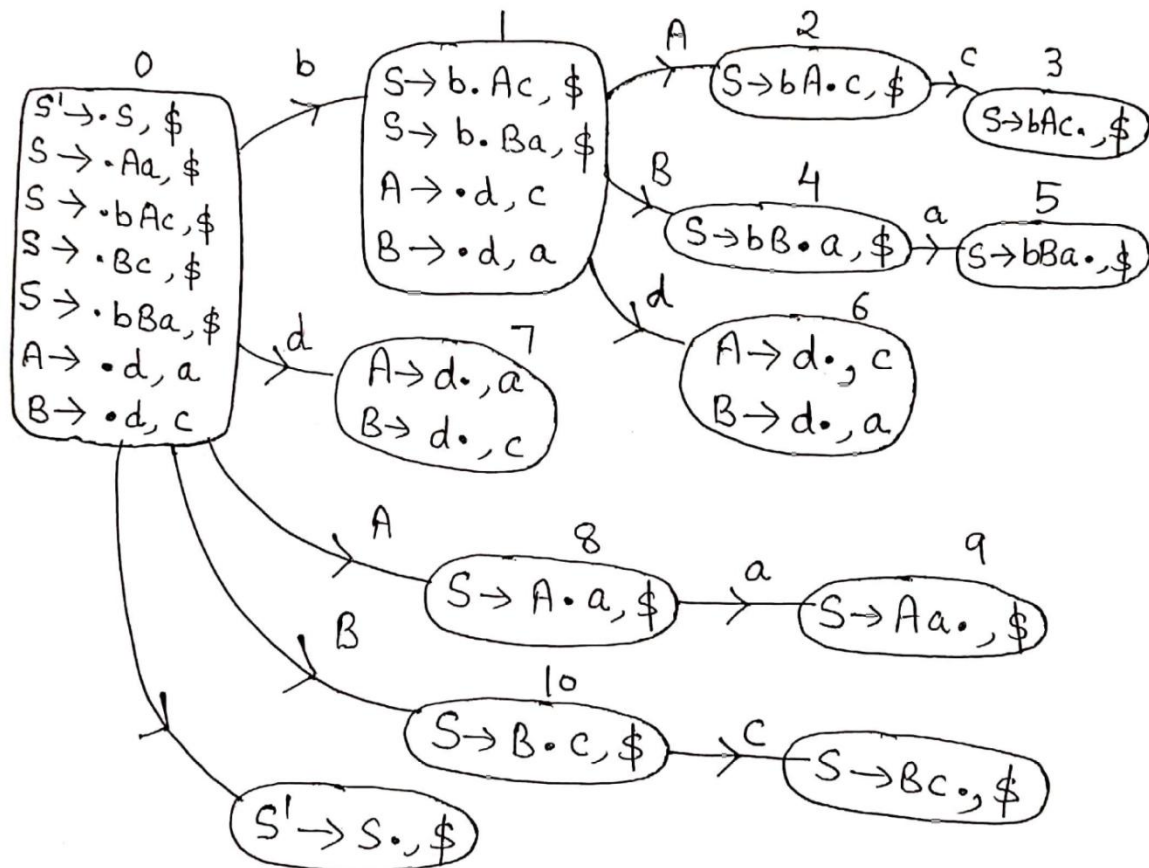 0
S'→.S, $
S→.Aa, $
S→.bAc, $
S→.Bc, $
S→.bBa, $
A→.d, a
B→.d, c
b
1
S→b.Ac, $
S→b.Ba, $
A→.d, c
B→.d, a
A
2
S→bA.c, $
c
3
S→bAc., $
B
4
S→bB.a, $
a
5
S→bBa., $
d
6
A→d., c
B→d., a
d
7
A→d., a
B→d., c
A
8
S→A.a, $
a
9
S→Aa., $
B
10
S→B.c, $
C
S→Bc., $
S'→S., $